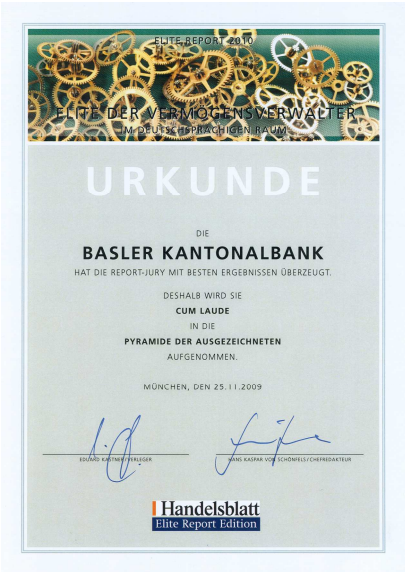 ELITE REPORT 2010
ELITE DER VERMÖGENSVERWALTER
IM DEUTSCHSPRACHIGEN RAUM
URKUNDE
DIE
BASLER KANTONALBANK
HAT DIE REPORT-JURY MIT BESTEN ERGEBNISSEN ÜBERZEUGT.
DESHALB WIRD SIE
CUM LAUDE
IN DIE
PYRAMIDE DER AUSGEZEICHNETEN
AUFGENOMMEN.
MÜNCHEN, DEN 25.11.2009
EDUARD KASTNER/VERLEGER
HANS KASPAR VON SCHÖNFELS/CHEFREDAKTEUR
Handelsblatt
Elite Report Edition